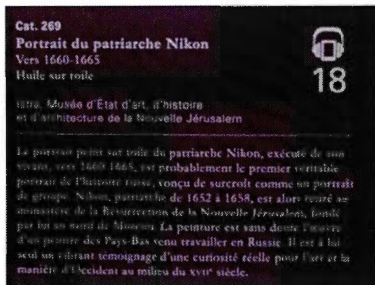 Cat. 269
Portrait du patriarche Nikon
Vers 1660-1665
Huile sur toile
18
Istra, Musée d'État d'art, d'histoire
et d'architecture de la Nouvelle Jérusalem
Le portrait peint sur toile du patriarche Nikon, exécuté de son
vivant, vers 1660-1665, est probablement le premier véritable
portrait de l'histoire russe, conçu de surcroît comme un portrait
de groupe. Nikon, patriarche de 1652 à 1658, est alors retiré au
monastère de la Résurrection de la Nouvelle Jérusalem, fondé
par lui au nord de Moscou. La peinture est sans doute l'œuvre
d'un peintre des Pays-Bas venu travailler en Russie. Il est à lui
seul un vibrant témoignage d'une curiosité réelle pour l'art et la
manière d'Occident au milieu du XVIIe siècle.